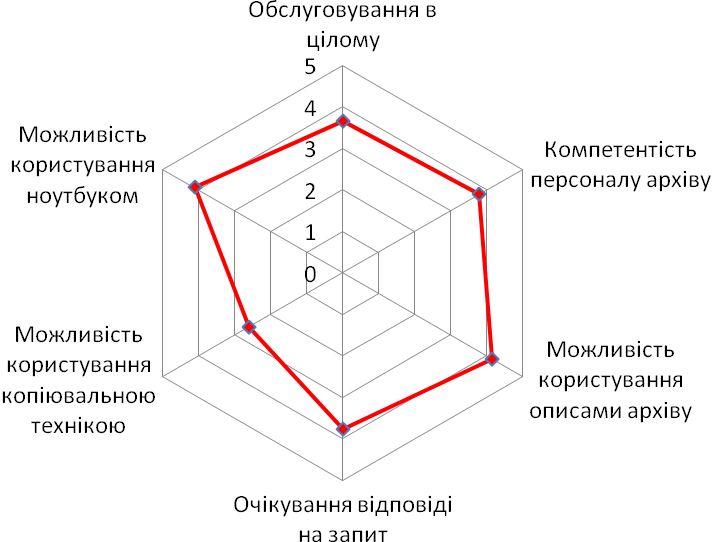 Обслуговування в
цілому
5
4
3
2
1
0
Компетентість
персоналу архіву
Можливість
користування
описами архіву
Очікування відповіді
на запит
Можливість
користування
копіювальною
технікою
Можливість
користування
ноутбуком